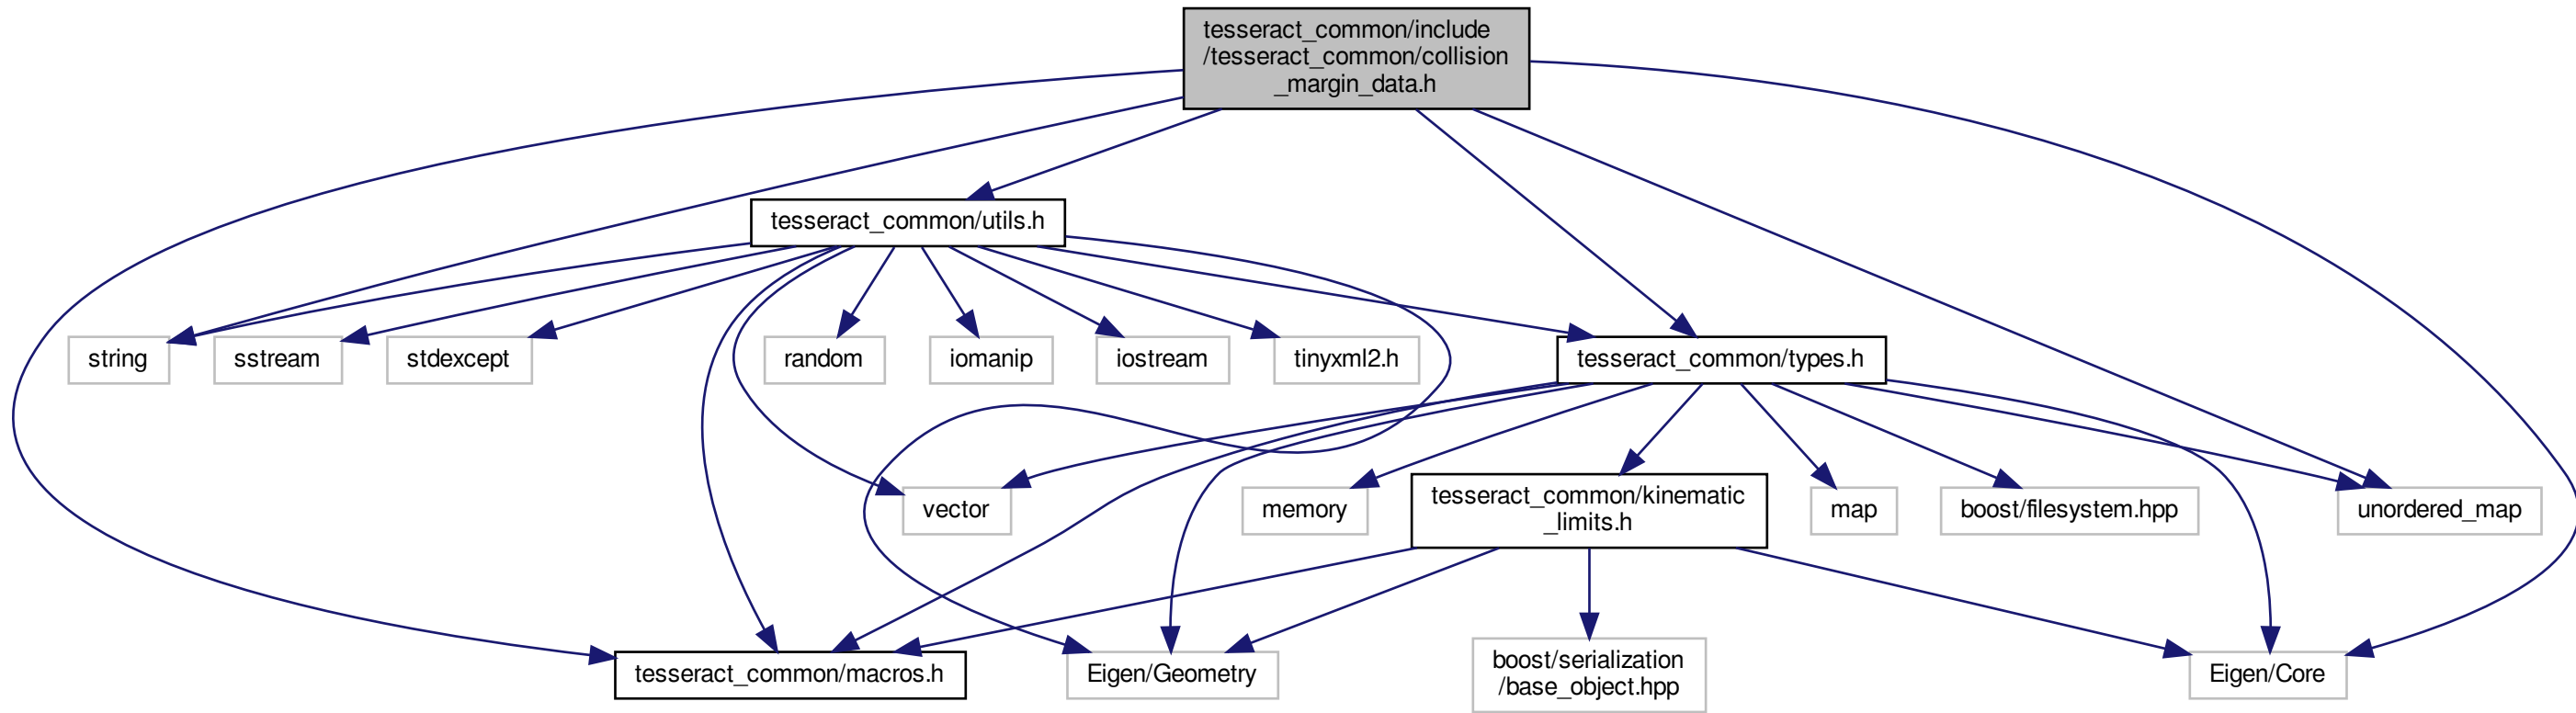 tesseract_common/include
/tesseract_common/collision
_margin_data.h
tesseract_common/utils.h
string
sstream
stdexcept
random
iomanip
iostream
tinyxml2.h
tesseract_common/types.h
vector
memory
tesseract_common/kinematic
_limits.h
map
boost/filesystem.hpp
unordered_map
tesseract_common/macros.h
Eigen/Geometry
boost/serialization
/base_object.hpp
Eigen/Core